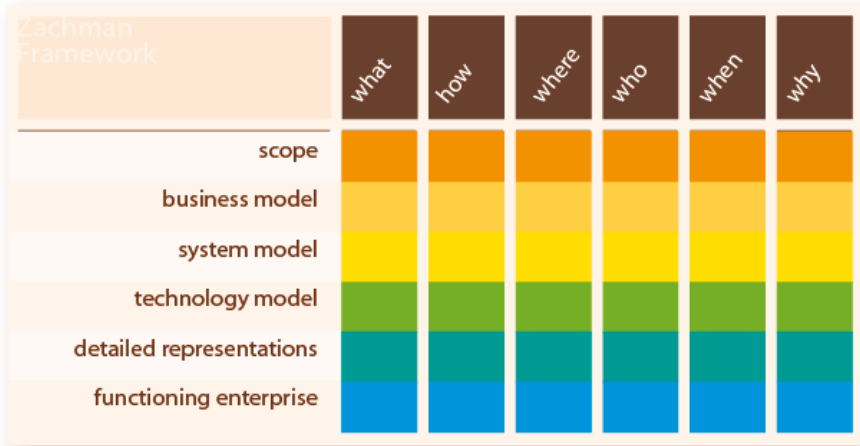 Zachman
Framework
what
how
where
who
when
why
scope
business model
system model
technology model
detailed representations
functioning enterprise